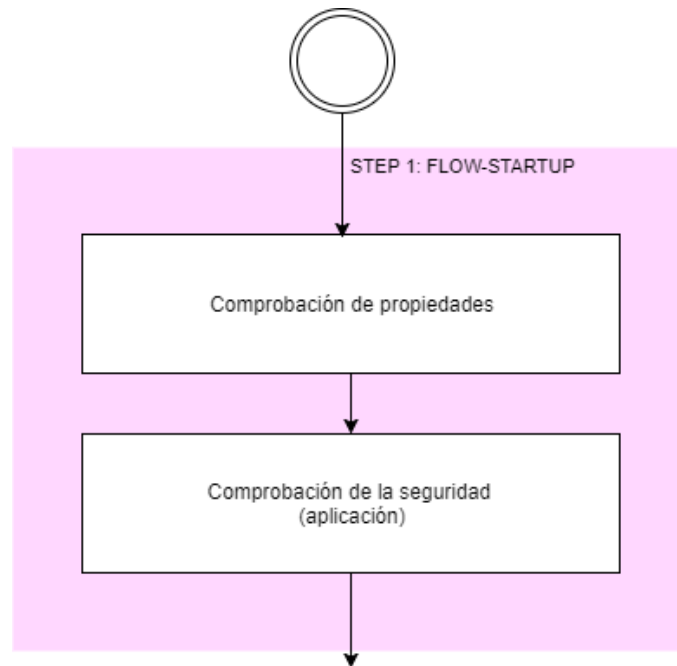 STEP 1: FLOW-STARTUP
Comprobación de propiedades
Comprobación de la seguridad
(aplicación)